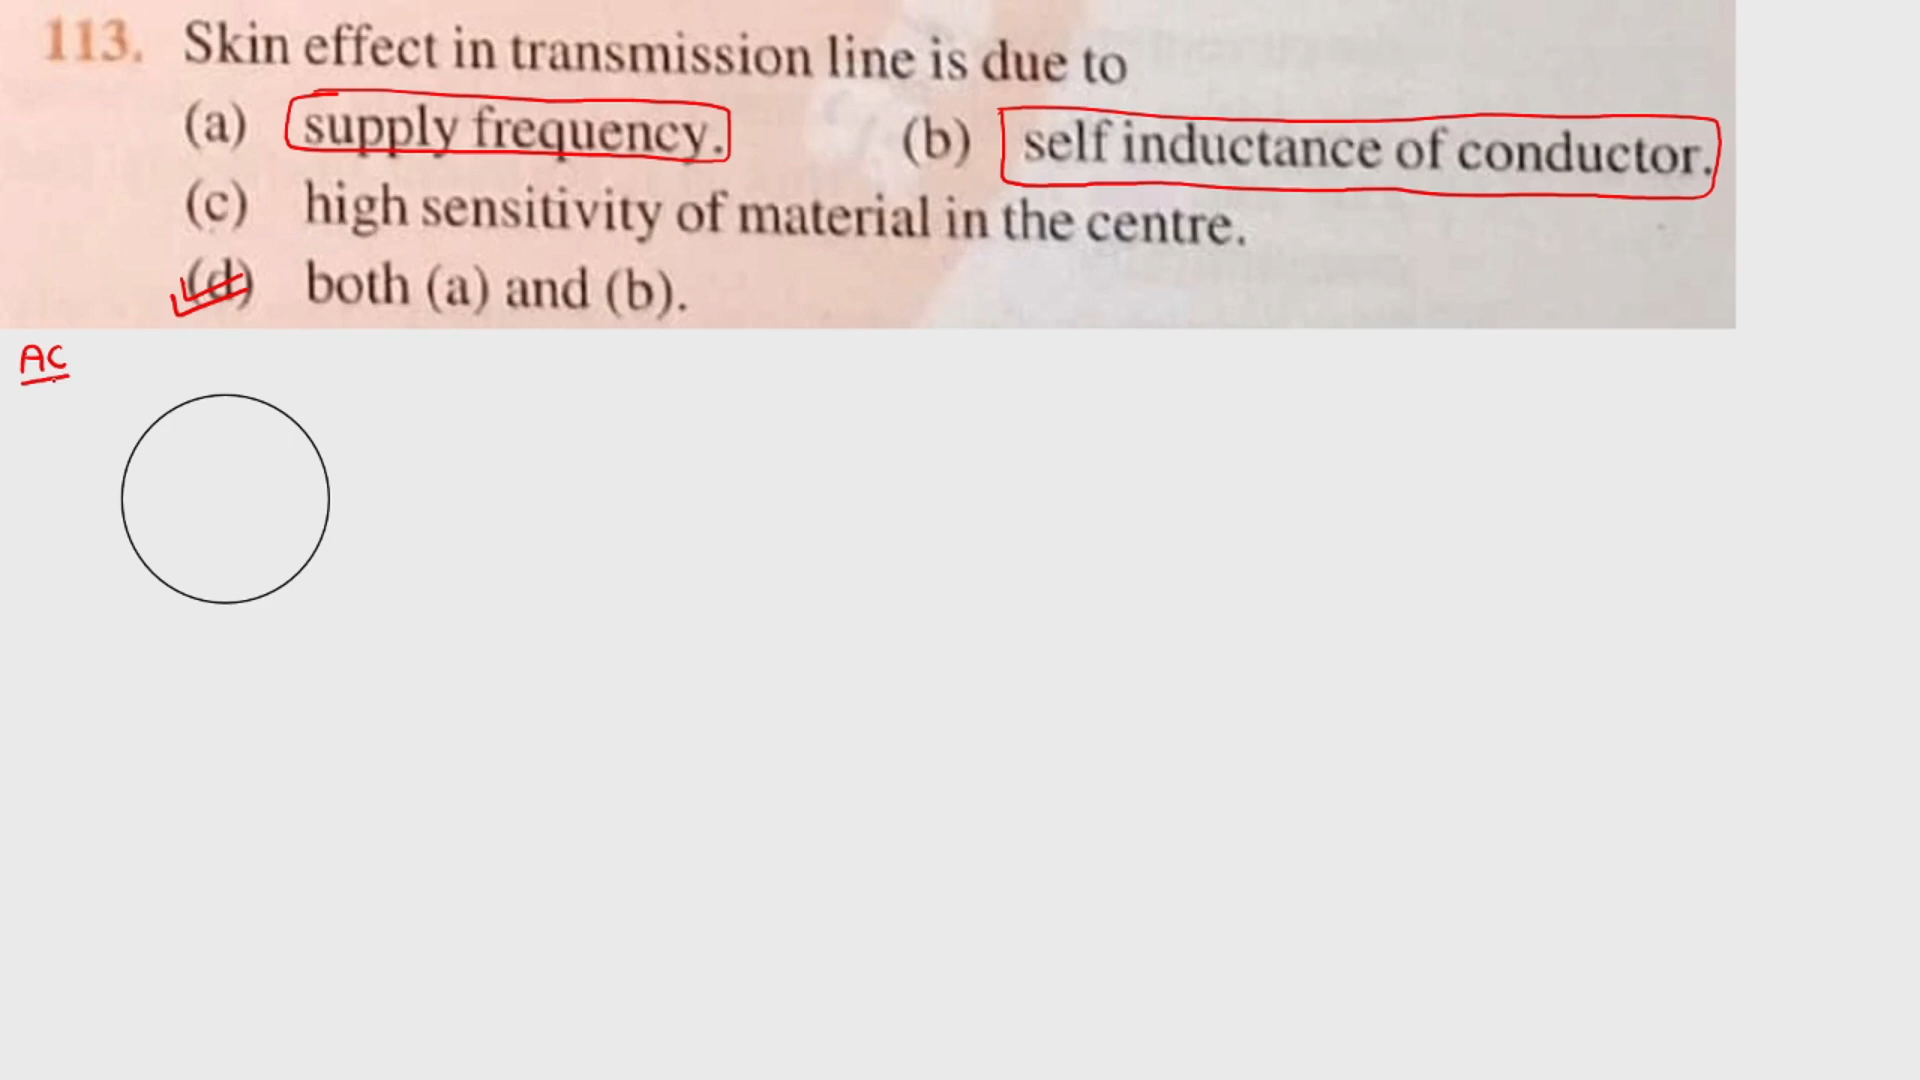 113. Skin effect in transmission line is due to
(a) supply frequency. (b) self inductance of conductor.
(c) high sensitivity of material in the centre.
(d) both (a) and (b).
AC